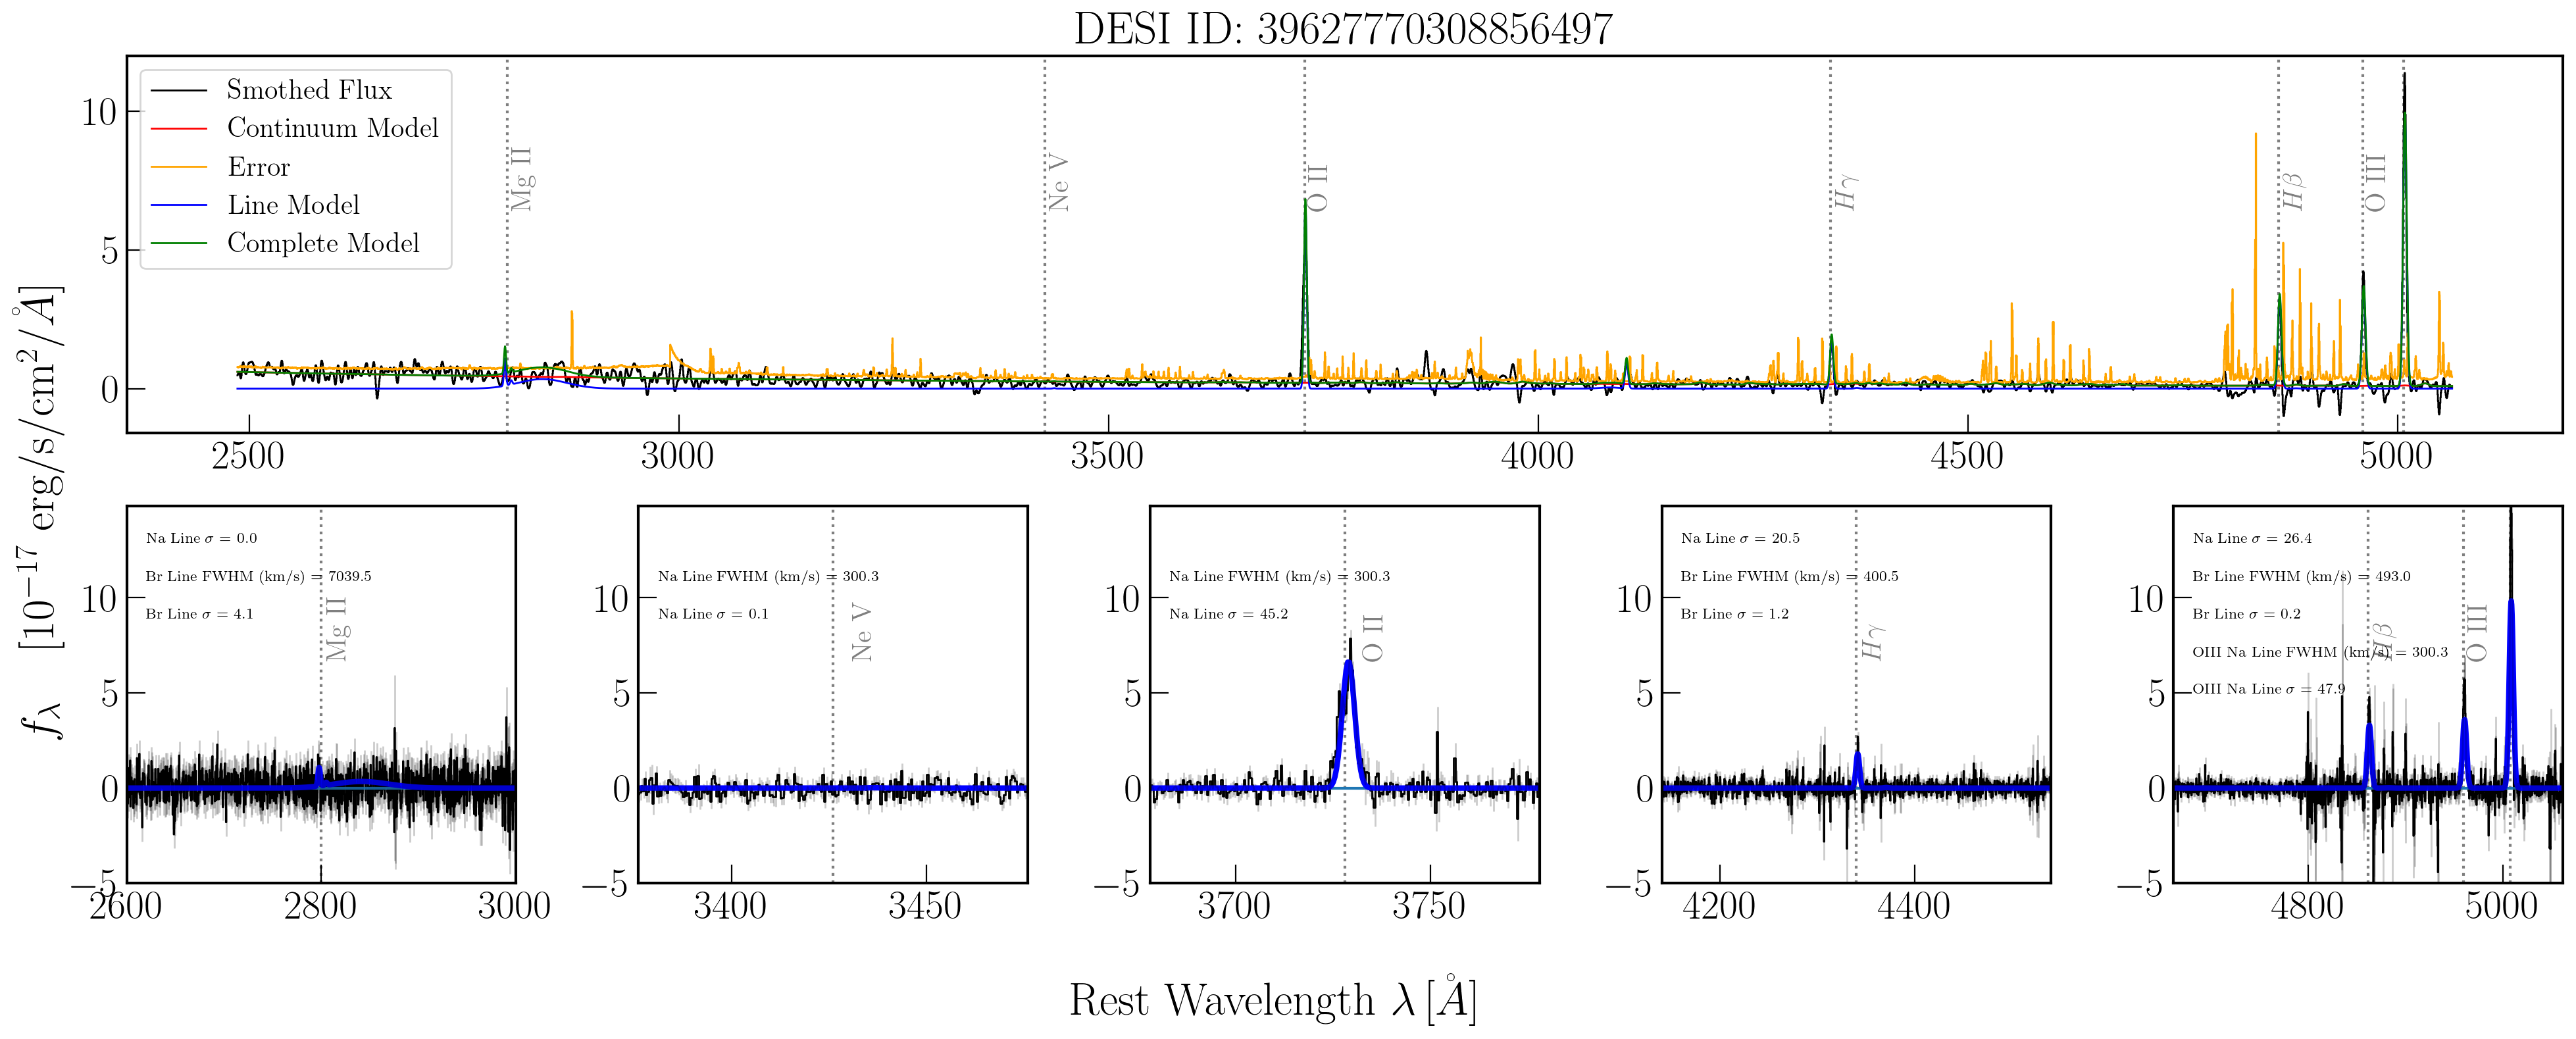 DESI ID: 39627770308856497
Smothed Flux
Continuum Model
Error
Line Model
Complete Model
Mg II
Ne V
O II
Hγ
Hβ
O III
10
5
0
2500 3000 3500 4000 4500 5000
f_λ [10^{-17} erg/s/cm^2/Å]
Na Line σ = 0.0
Br Line FWHM (km/s) = 7039.5
Br Line σ = 4.1
Mg II
10
5
0
−5
2600 2800 3000
Na Line FWHM (km/s) = 300.3
Na Line σ = 0.1
Ne V
10
5
0
−5
3400 3450
Na Line FWHM (km/s) = 300.3
Na Line σ = 45.2
O II
10
5
0
−5
3700 3750
Na Line σ = 20.5
Br Line FWHM (km/s) = 400.5
Br Line σ = 1.2
Hγ
10
5
0
−5
4200 4400
Na Line σ = 26.4
Br Line FWHM (km/s) = 493.0
Br Line σ = 0.2
OIII Na Line FWHM (km/s) = 300.3
OIII Na Line σ = 47.9
Hβ
O III
10
5
0
−5
4800 5000
Rest Wavelength λ [Å]